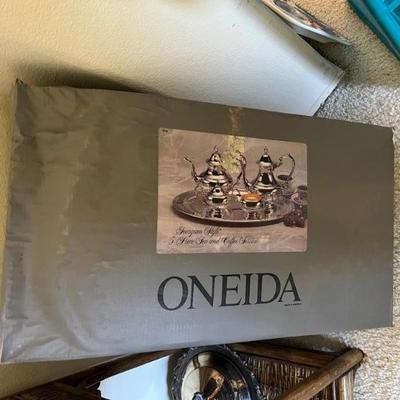 Georgian Style
5 Piece Tea and Coffee Service
ONEIDA